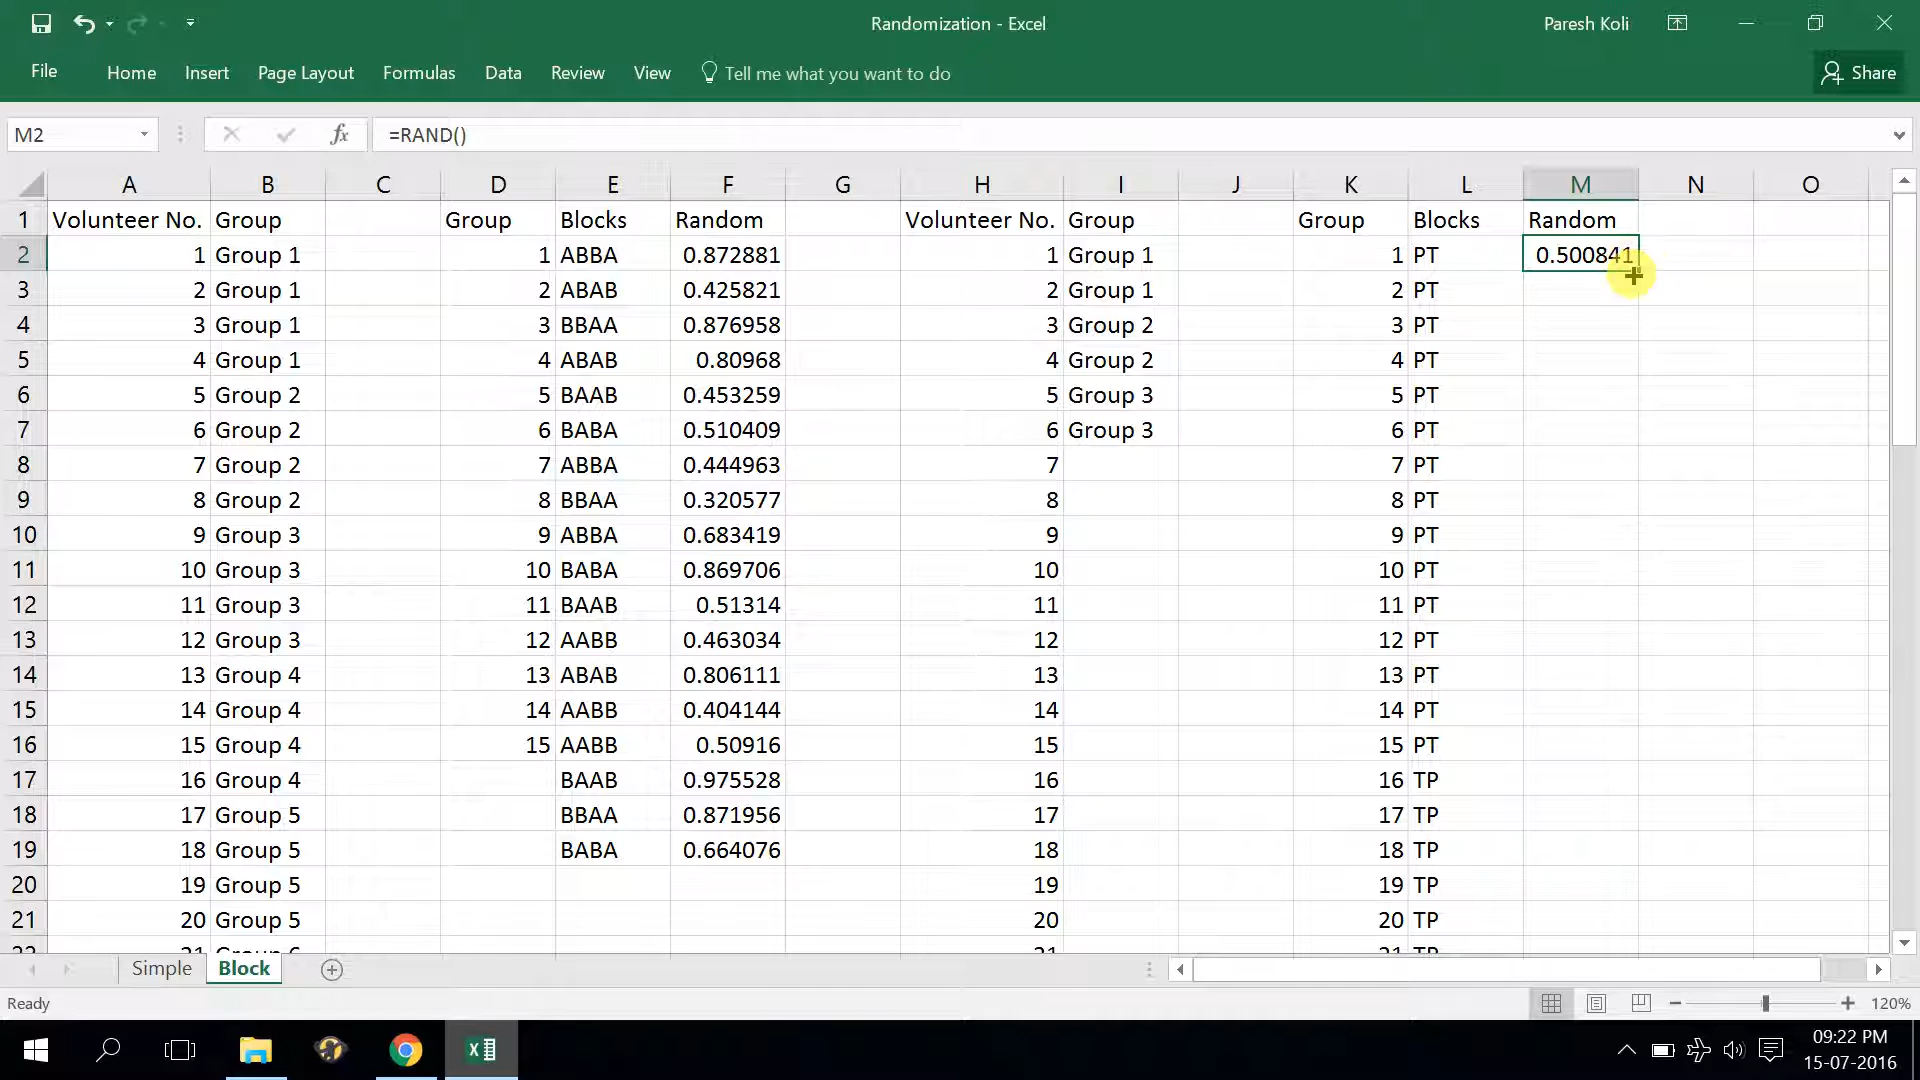 Randomization - Excel
Paresh Koli
File Home Insert Page Layout Formulas Data Review View Tell me what you want to do Share
M2 fx =RAND()
A B C D E F G H I J K L M N O
1 Volunteer No. Group Group Blocks Random Volunteer No. Group Group Blocks Random
2 1 Group 1 1 ABBA 0.872881 1 Group 1 1 PT 0.500841
3 2 Group 1 2 ABAB 0.425821 2 Group 1 2 PT
4 3 Group 1 3 BBAA 0.876958 3 Group 2 3 PT
5 4 Group 1 4 ABAB 0.80968 4 Group 2 4 PT
6 5 Group 2 5 BAAB 0.453259 5 Group 3 5 PT
7 6 Group 2 6 BABA 0.510409 6 Group 3 6 PT
8 7 Group 2 7 ABBA 0.444963 7 7 PT
9 8 Group 2 8 BBAA 0.320577 8 8 PT
10 9 Group 3 9 ABBA 0.683419 9 9 PT
11 10 Group 3 10 BABA 0.869706 10 10 PT
12 11 Group 3 11 BAAB 0.51314 11 11 PT
13 12 Group 3 12 AABB 0.463034 12 12 PT
14 13 Group 4 13 ABAB 0.806111 13 13 PT
15 14 Group 4 14 AABB 0.404144 14 14 PT
16 15 Group 4 15 AABB 0.50916 15 15 PT
17 16 Group 4 BAAB 0.975528 16 16 TP
18 17 Group 5 BBAA 0.871956 17 17 TP
19 18 Group 5 BABA 0.664076 18 18 TP
20 19 Group 5 19 19 TP
21 20 Group 5 20 20 TP
Simple Block
Ready 120%
09:22 PM
15-07-2016